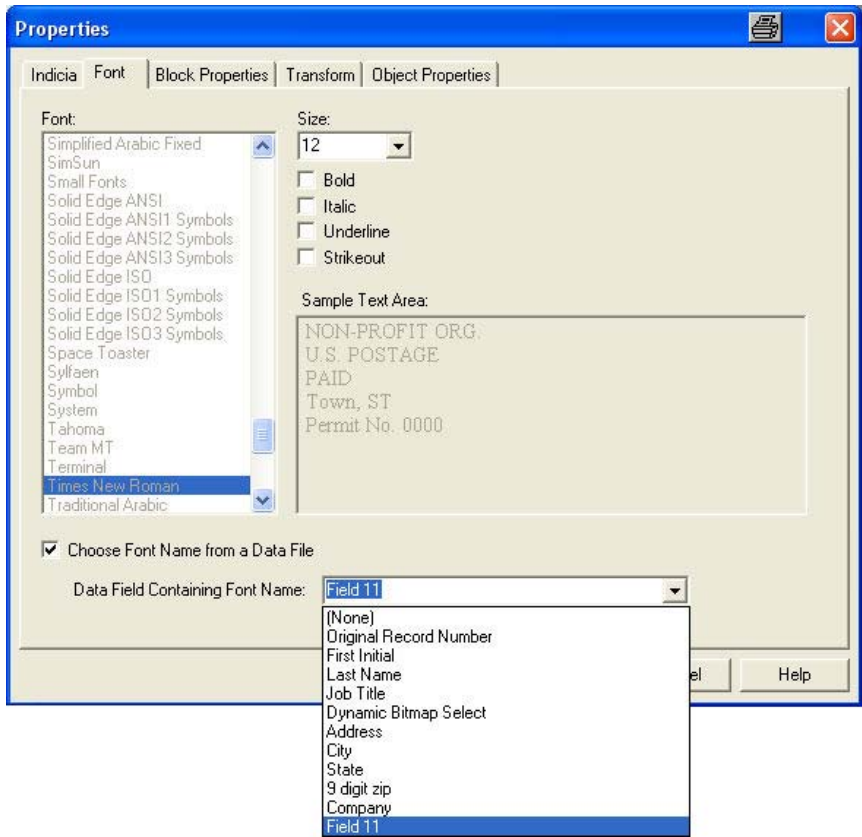 Properties
Indicia Font Block Properties Transform Object Properties
Font:
Simplified Arabic Fixed
SimSun
Small Fonts
Solid Edge ANSI
Solid Edge ANSI1 Symbols
Solid Edge ANSI2 Symbols
Solid Edge ANSI3 Symbols
Solid Edge ISO
Solid Edge ISO1 Symbols
Solid Edge ISO2 Symbols
Solid Edge ISO3 Symbols
Space Toaster
Sylfaen
Symbol
System
Tahoma
Team MT
Terminal
Times New Roman
Traditional Arabic
Size:
12
Bold
Italic
Underline
Strikeout
Sample Text Area:
NON-PROFIT ORG.
U.S. POSTAGE
PAID
Town, ST
Permit No. 0000
Choose Font Name from a Data File
Data Field Containing Font Name: Field 11
(None)
Original Record Number
First Initial
Last Name
Job Title
Dynamic Bitmap Select
Address
City
State
9 digit zip
Company
Field 11
el Help